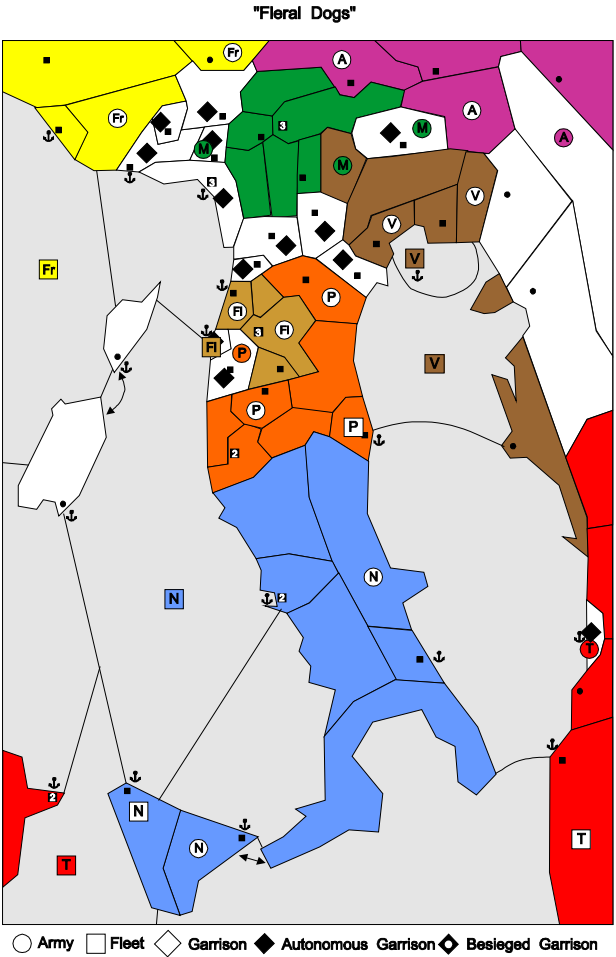 "Fleral Dogs"
Fr
A
Fr
A
3
M
A
M
M
3
V
V
V
Fr
P
Fl
3
Fl
Fl
P
V
P
P
2
N
N
2
T
2
N
N
T
T
Army Fleet Garrison Autonomous Garrison Besieged Garrison